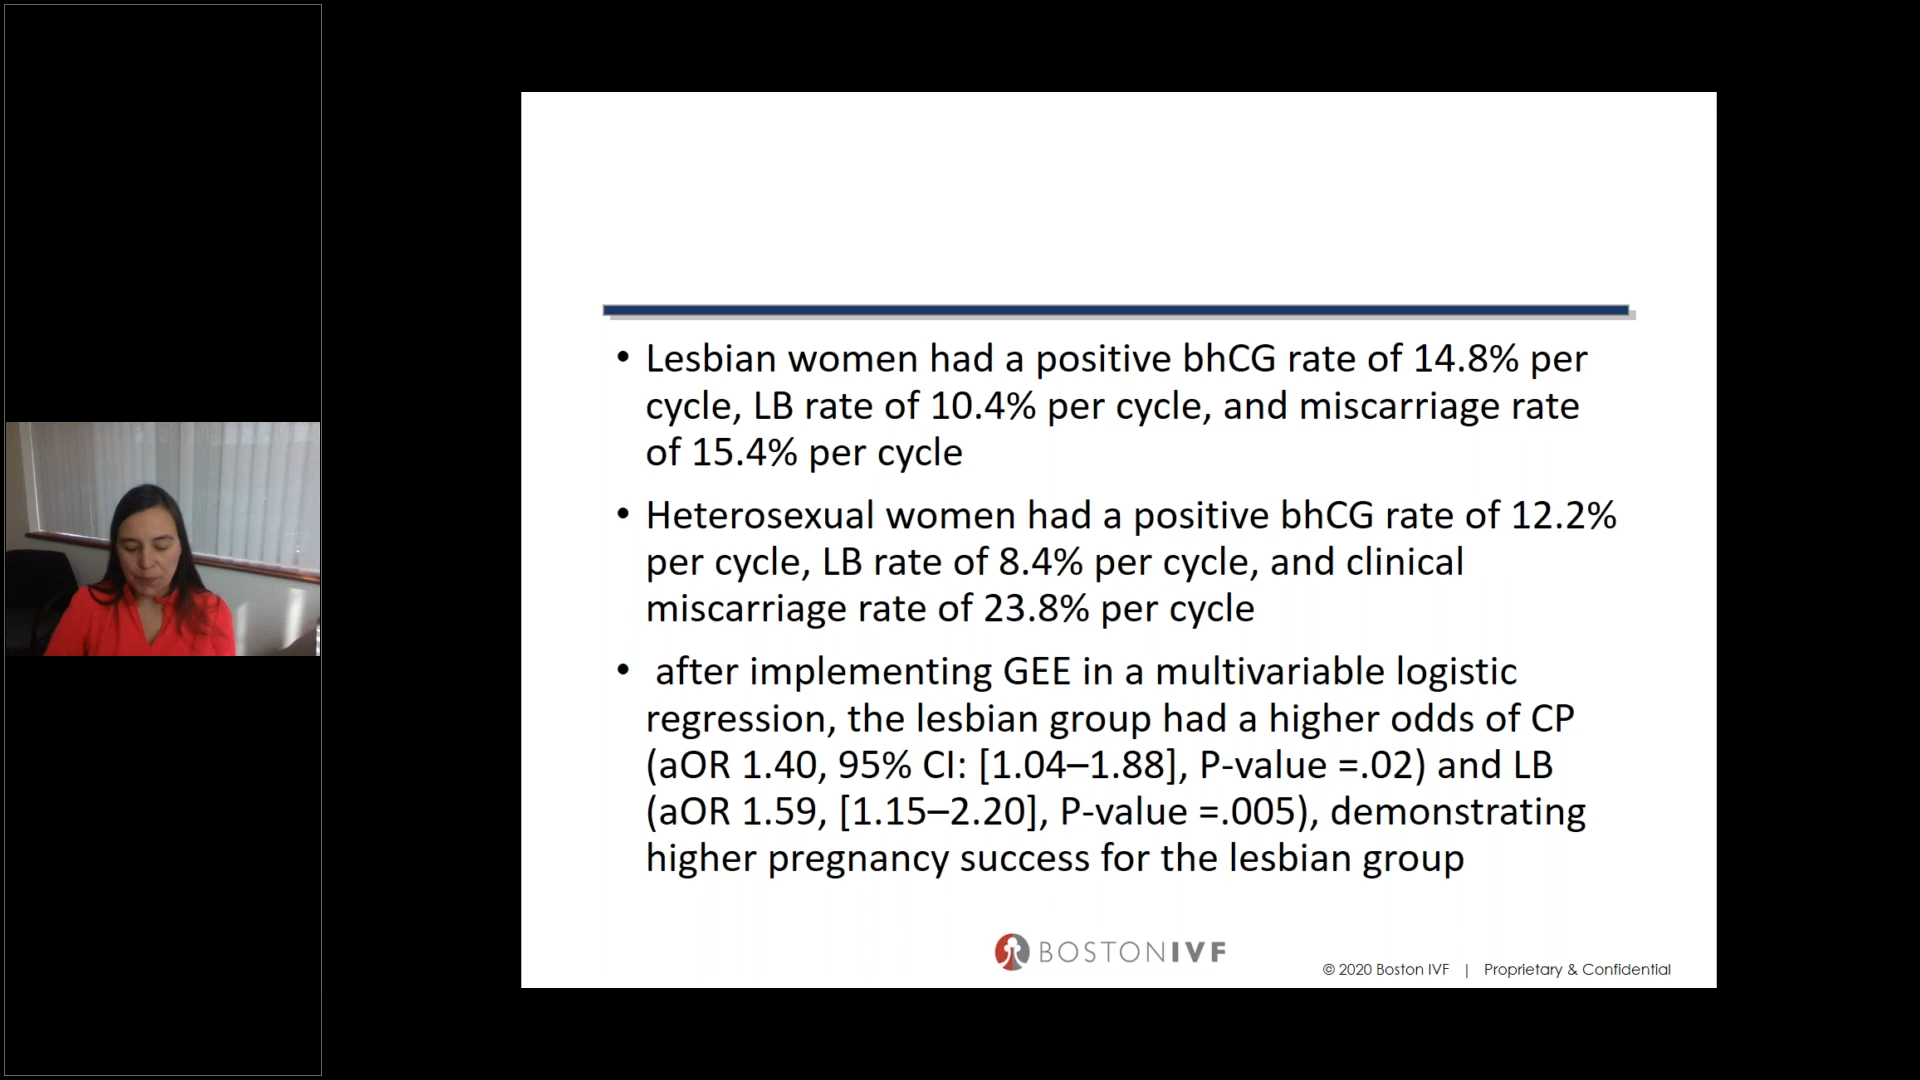 • Lesbian women had a positive bhCG rate of 14.8% per
cycle, LB rate of 10.4% per cycle, and miscarriage rate
of 15.4% per cycle
• Heterosexual women had a positive bhCG rate of 12.2%
per cycle, LB rate of 8.4% per cycle, and clinical
miscarriage rate of 23.8% per cycle
• after implementing GEE in a multivariable logistic
regression, the lesbian group had a higher odds of CP
(aOR 1.40, 95% CI: [1.04–1.88], P-value =.02) and LB
(aOR 1.59, [1.15–2.20], P-value =.005), demonstrating
higher pregnancy success for the lesbian group
BOSTONIVF
© 2020 Boston IVF | Proprietary & Confidential